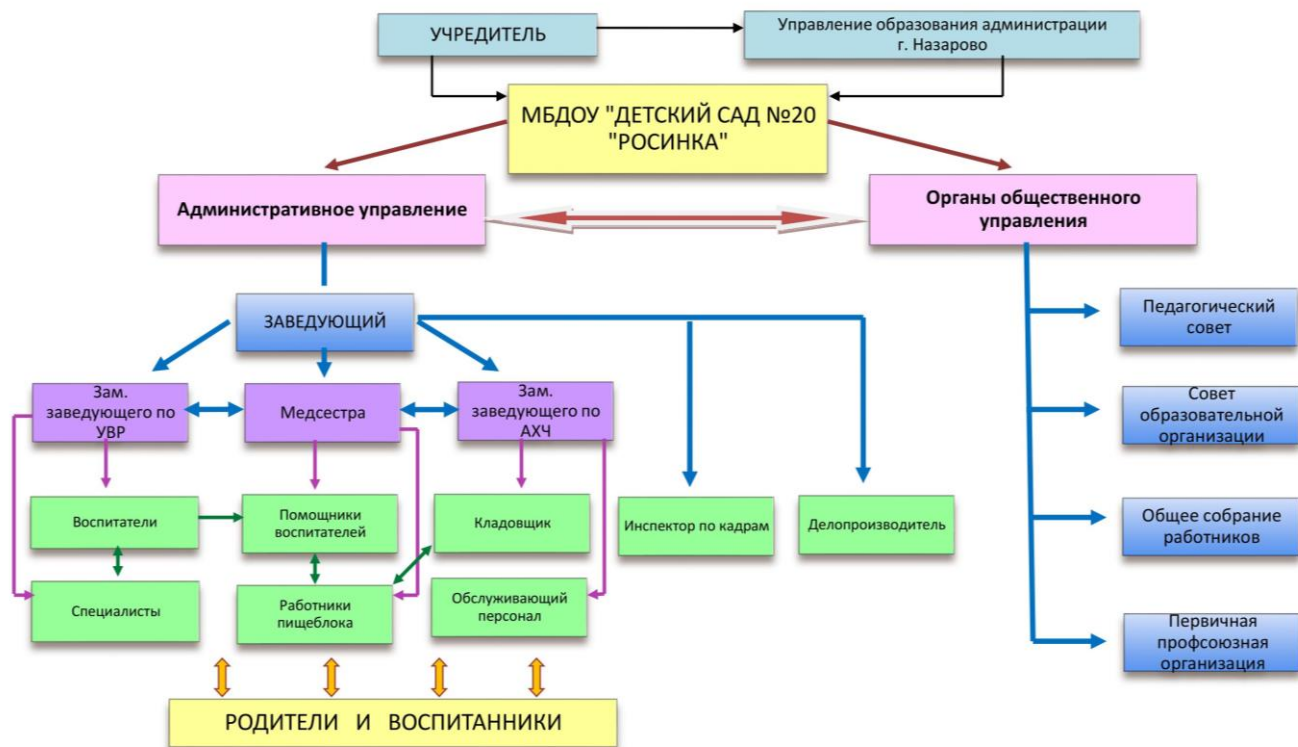 УЧРЕДИТЕЛЬ
Управление образования администрации
г. Назарово
МБДОУ "ДЕТСКИЙ САД №20
"РОСИНКА"
Административное управление
Органы общественного
управления
ЗАВЕДУЮЩИЙ
Педагогический
совет
Зам.
заведующего по
УВР
Медсестра
Зам.
заведующего по
АХЧ
Совет
образовательной
организации
Воспитатели
Помощники
воспитателей
Кладовщик
Инспектор по кадрам
Делопроизводитель
Общее собрание
работников
Специалисты
Работники
пищеблока
Обслуживающий
персонал
Первичная
профсоюзная
организация
РОДИТЕЛИ И ВОСПИТАННИКИ